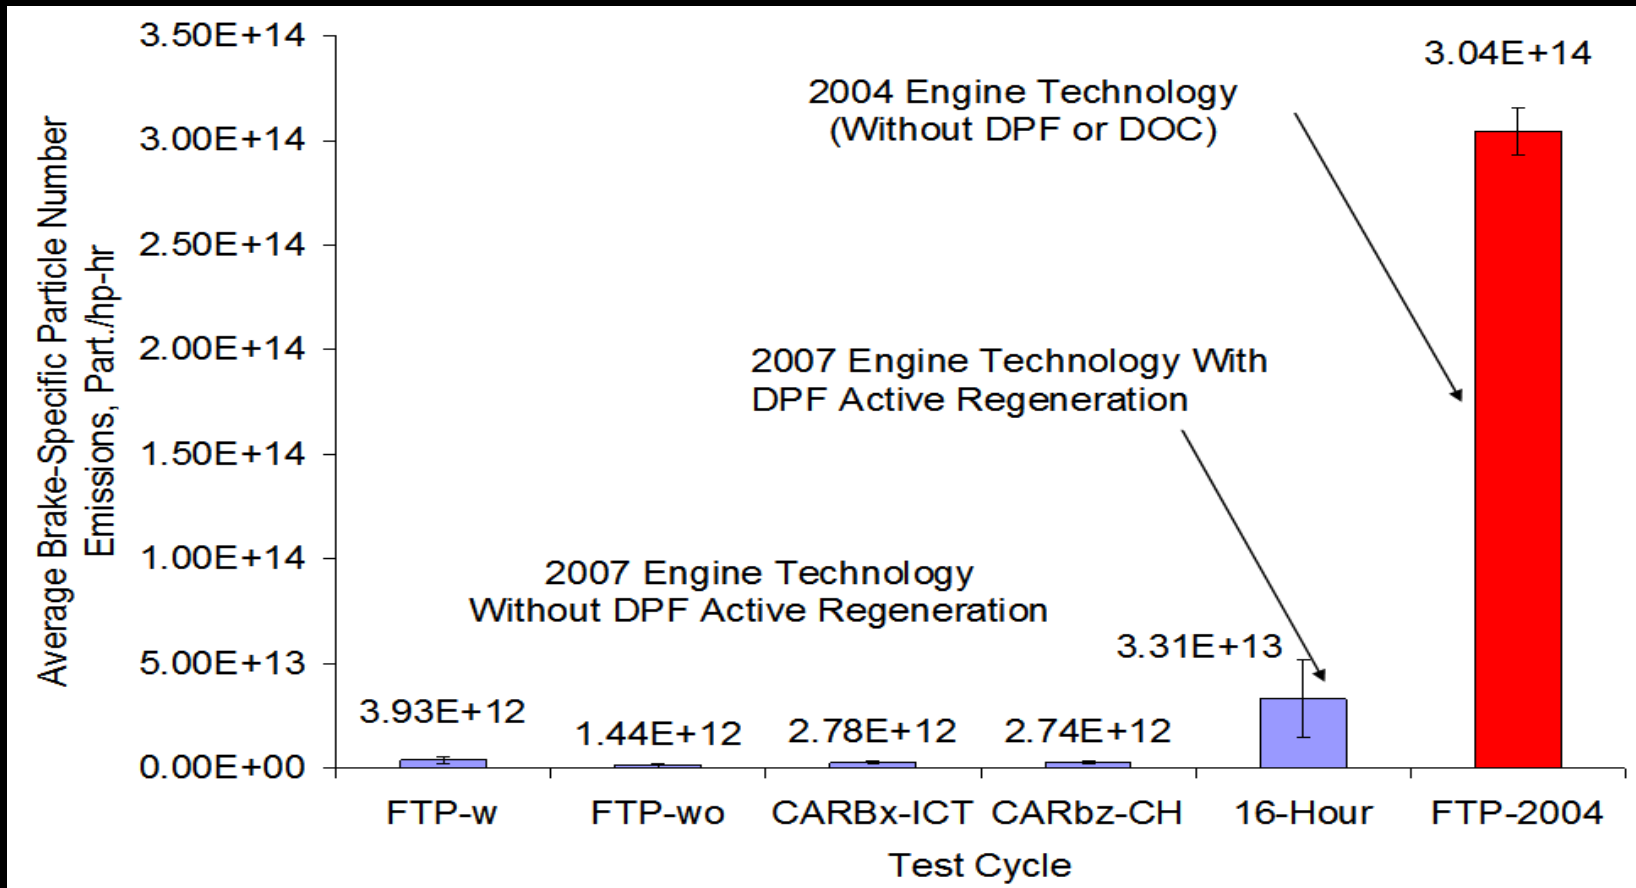 3.50E+14
3.00E+14
2.50E+14
2.00E+14
1.50E+14
1.00E+14
5.00E+13
0.00E+00
Average Brake-Specific Particle Number
Emissions, Part./hp-hr
3.04E+14
2004 Engine Technology
(Without DPF or DOC)
2007 Engine Technology With
DPF Active Regeneration
2007 Engine Technology
Without DPF Active Regeneration
3.93E+12
1.44E+12
2.78E+12
2.74E+12
3.31E+13
FTP-w
FTP-wo
CARBx-ICT
CARbz-CH
16-Hour
FTP-2004
Test Cycle